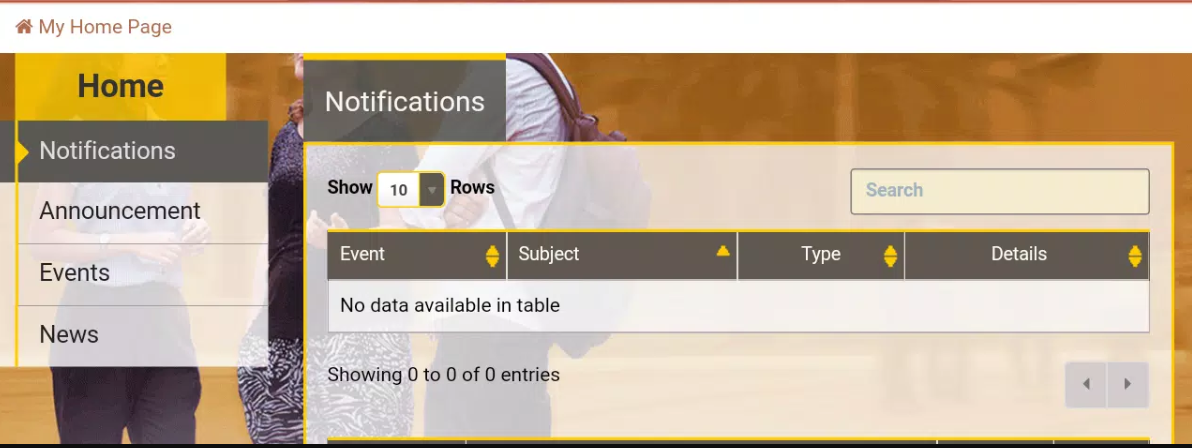 My Home Page
Home
Notifications
Announcement
Events
News
Notifications
Show 10 Rows
Search
Event Subject Type Details
No data available in table
Showing 0 to 0 of 0 entries